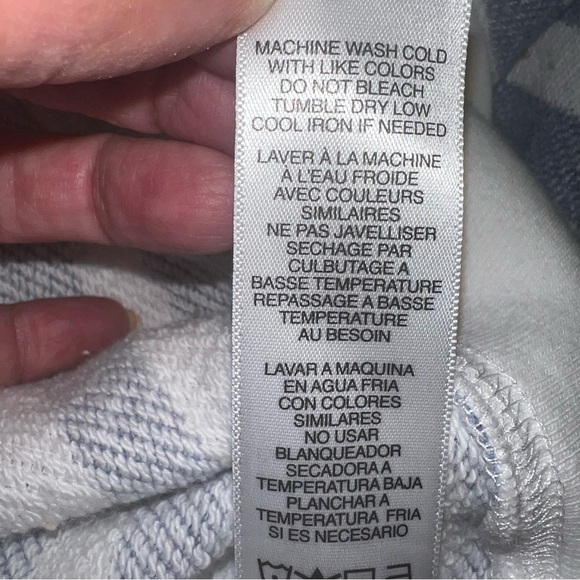 MACHINE WASH COLD
WITH LIKE COLORS
DO NOT BLEACH
TUMBLE DRY LOW
COOL IRON IF NEEDED
LAVER À LA MACHINE
A L'EAU FROIDE
AVEC COULEURS
SIMILAIRES
NE PAS JAVELLISER
SECHAGE PAR
CULBUTAGE A
BASSE TEMPERATURE
REPASSAGE A BASSE
TEMPERATURE
AU BESOIN
LAVAR A MAQUINA
EN AGUA FRIA
CON COLORES
SIMILARES
NO USAR
BLANQUEADOR
SECADORA A
TEMPERATURA BAJA
PLANCHAR A
TEMPERATURA FRIA
SI ES NECESARIO